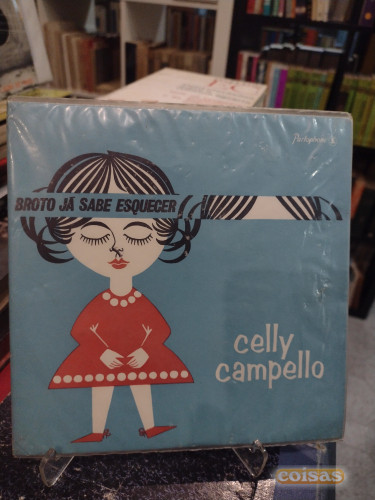 BROTO JÁ SABE ESQUECER
celly
campello
coisas